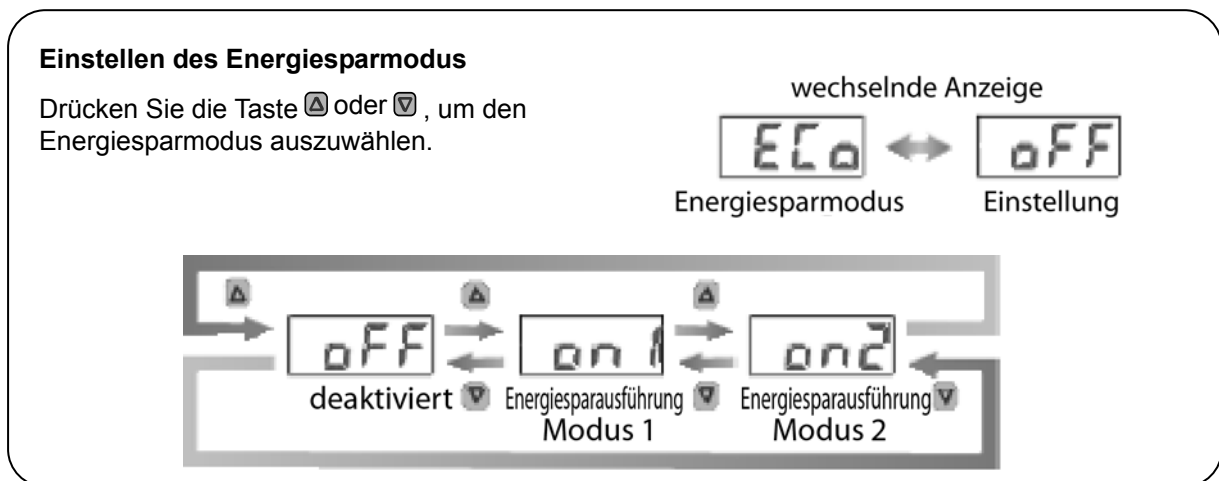 Einstellen des Energiesparmodus
Drücken Sie die Taste oder , um den
Energiesparmodus auszuwählen.
wechselnde Anzeige
ECo oFF
Energiesparmodus Einstellung
oFF on 1 on2
deaktiviert Energiesparausführung Energiesparausführung
Modus 1 Modus 2